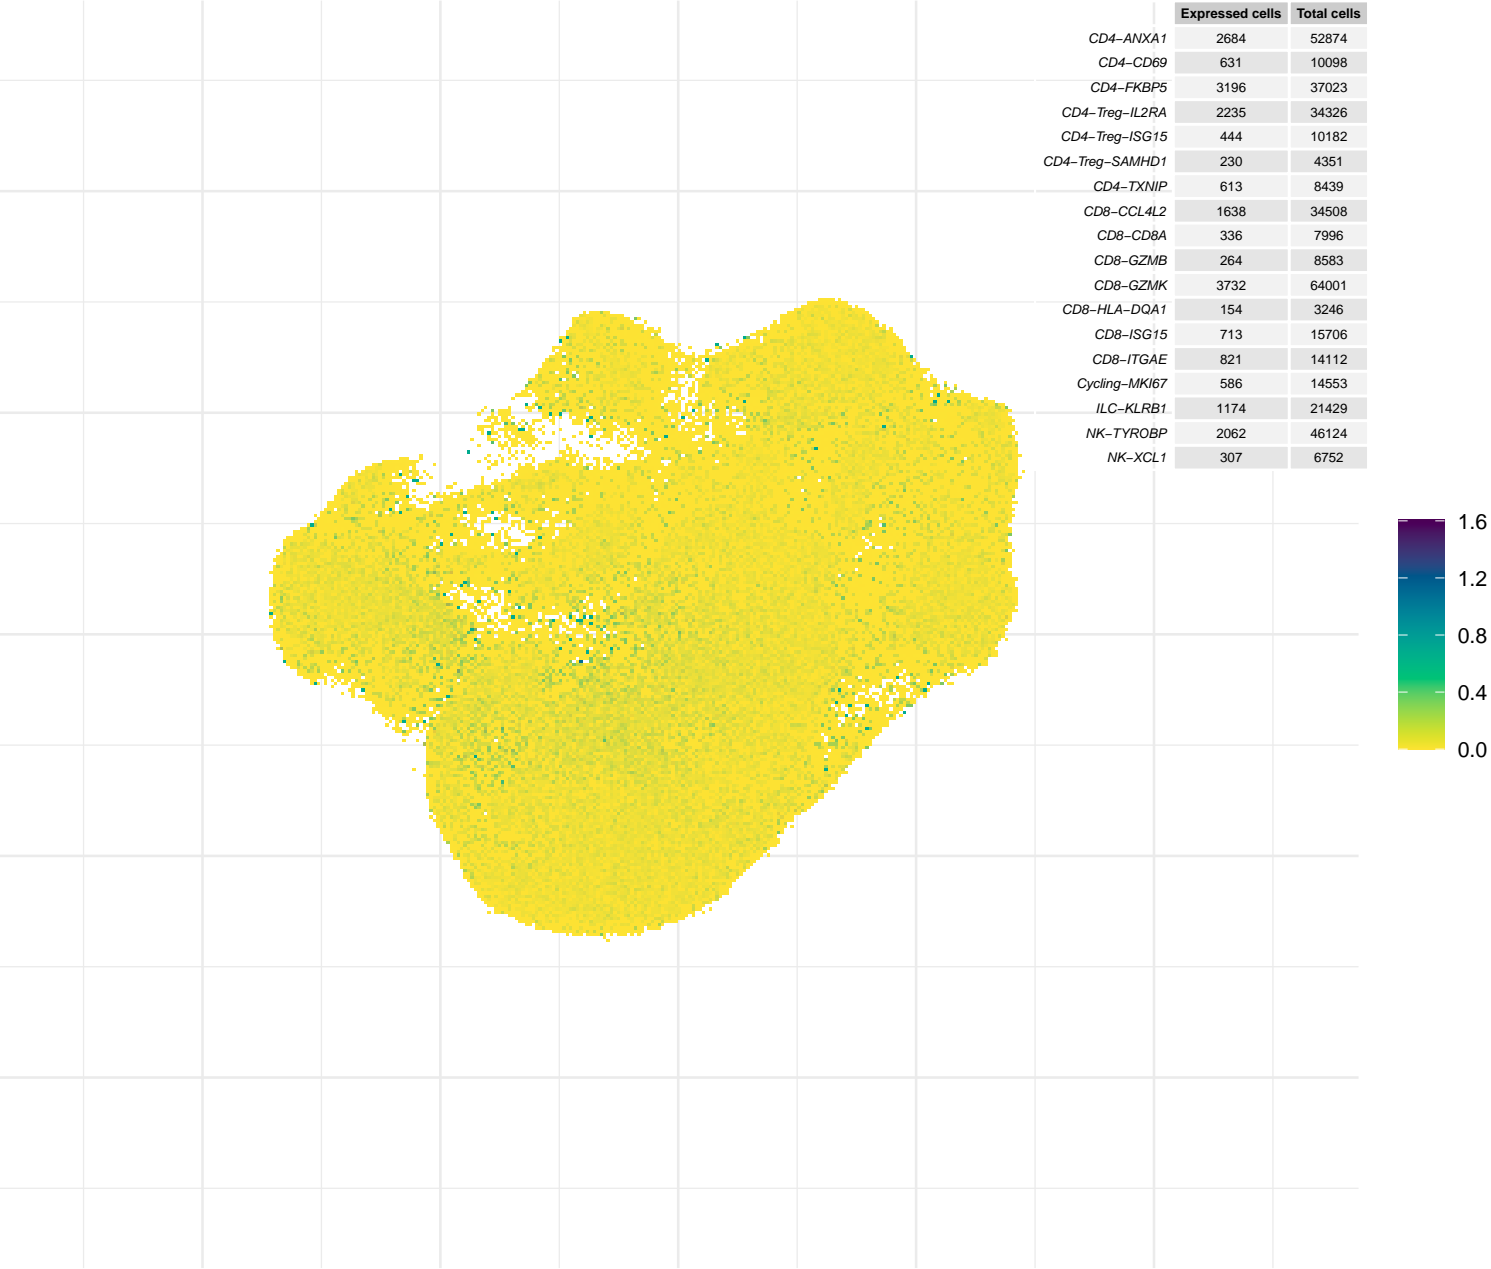 Expressed cells Total cells
CD4−ANXA1 2684 52874
CD4−CD69 631 10098
CD4−FKBP5 3196 37023
CD4−Treg−IL2RA 2235 34326
CD4−Treg−ISG15 444 10182
CD4−Treg−SAMHD1 230 4351
CD4−TXNIP 613 8439
CD8−CCL4L2 1638 34508
CD8−CD8A 336 7996
CD8−GZMB 264 8583
CD8−GZMK 3732 64001
CD8−HLA−DQA1 154 3246
CD8−ISG15 713 15706
CD8−ITGAE 821 14112
Cycling−MKI67 586 14553
ILC−KLRB1 1174 21429
NK−TYROBP 2062 46124
NK−XCL1 307 6752
1.6
1.2
0.8
0.4
0.0